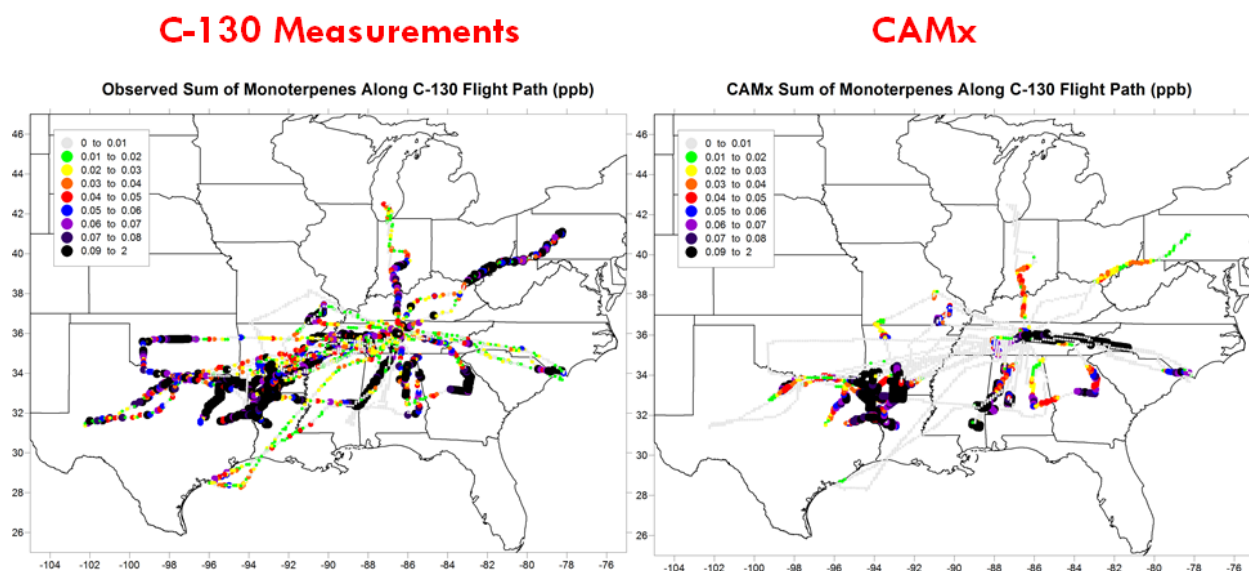 C-130 Measurements
CAMx
Observed Sum of Monoterpenes Along C-130 Flight Path (ppb)
46
44
42
40
38
36
34
32
30
28
26
0 to 0.01
0.01 to 0.02
0.02 to 0.03
0.03 to 0.04
0.04 to 0.05
0.05 to 0.06
0.06 to 0.07
0.07 to 0.08
0.09 to 2
-104 -102 -100 -98 -96 -94 -92 -90 -88 -86 -84 -82 -80 -78 -76
CAMx Sum of Monoterpenes Along C-130 Flight Path (ppb)
46
44
42
40
38
36
34
32
30
28
26
0 to 0.01
0.01 to 0.02
0.02 to 0.03
0.03 to 0.04
0.04 to 0.05
0.05 to 0.06
0.06 to 0.07
0.07 to 0.08
0.09 to 2
-104 -102 -100 -98 -96 -94 -92 -90 -88 -86 -84 -82 -80 -78 -76